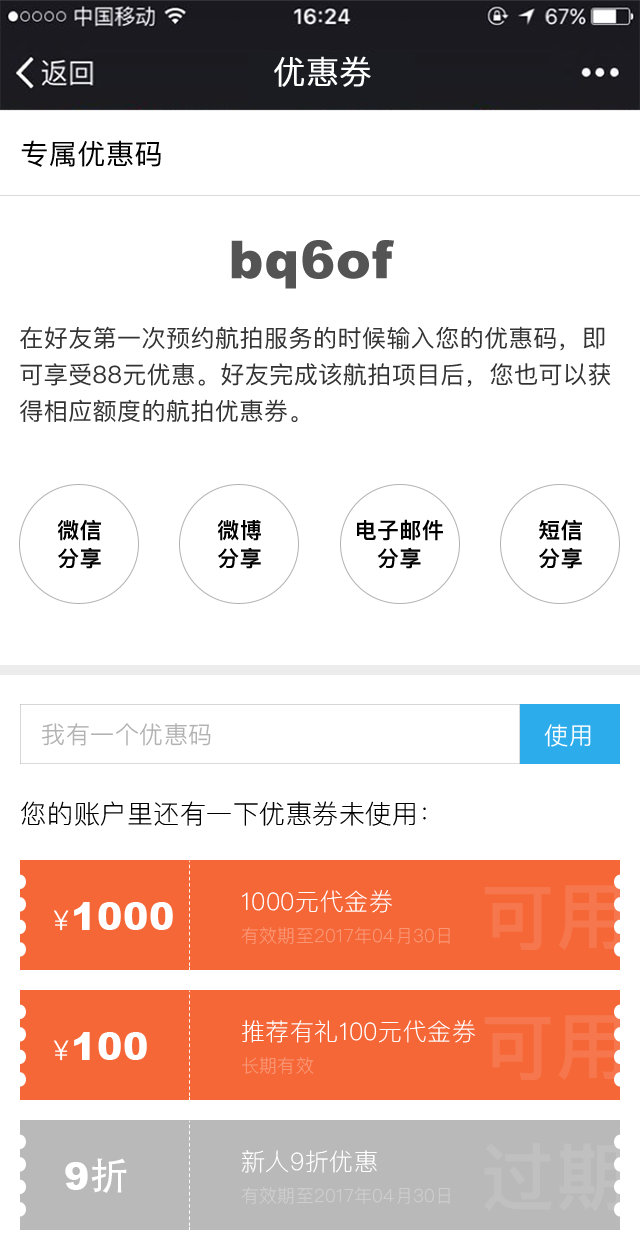 中国移动 16:24 67%
返回 优惠券
专属优惠码
bq6of
在好友第一次预约航拍服务的时候输入您的优惠码，即
可享受88元优惠。好友完成该航拍项目后，您也可以获
得相应额度的航拍优惠券。
微信
分享
微博
分享
电子邮件
分享
短信
分享
我有一个优惠码 使用
您的账户里还有一下优惠券未使用：
¥1000
1000元代金券
有效期至2017年04月30日
可用
¥100
推荐有礼100元代金券
长期有效
可用
9折
新人9折优惠
有效期至2017年04月30日
过期